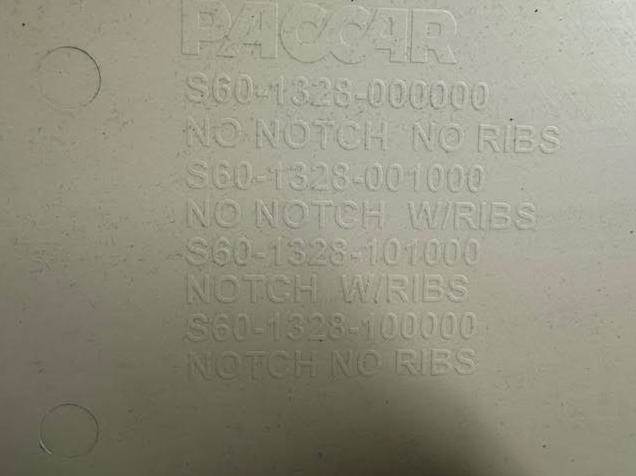 PACCAR
S60-1328-000000
NO NOTCH NO RIBS
S60-1328-001000
NO NOTCH W/RIBS
S60-1328-101000
NOTCH W/RIBS
S60-1328-100000
NOTCH NO RIBS